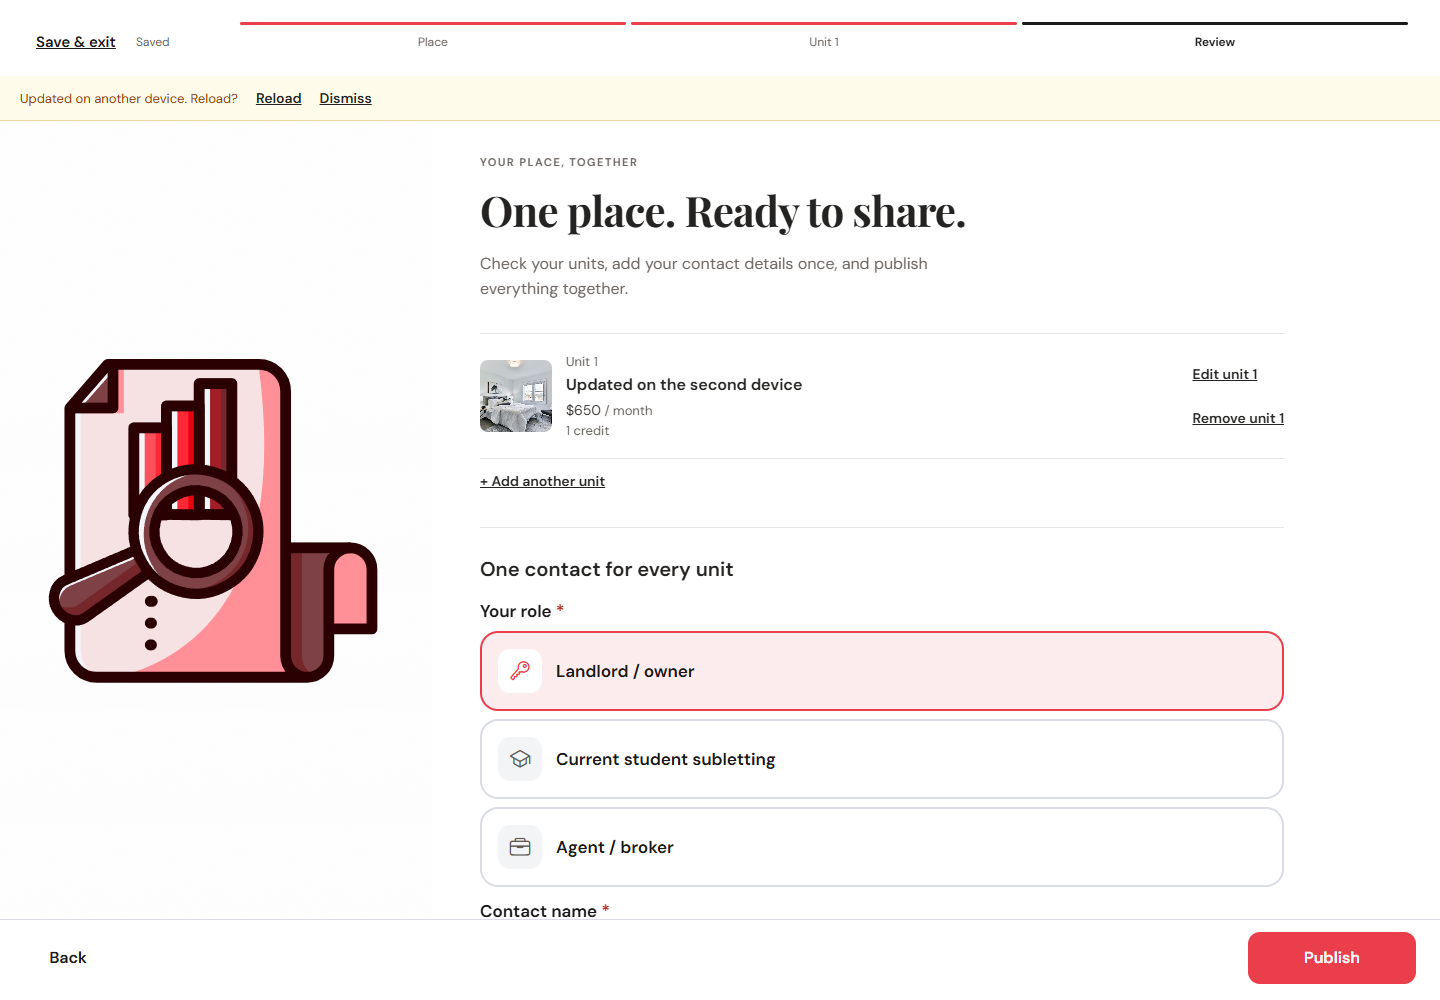 Save & exit
Saved
Place
Unit 1
Review
Updated on another device. Reload?
Reload
Dismiss
YOUR PLACE, TOGETHER
One place. Ready to share.
Check your units, add your contact details once, and publish
everything together.
Unit 1
Updated on the second device
$650 / month
1 credit
Edit unit 1
Remove unit 1
+ Add another unit
One contact for every unit
Your role *
Landlord / owner
Current student subletting
Agent / broker
Contact name *
Back
Publish